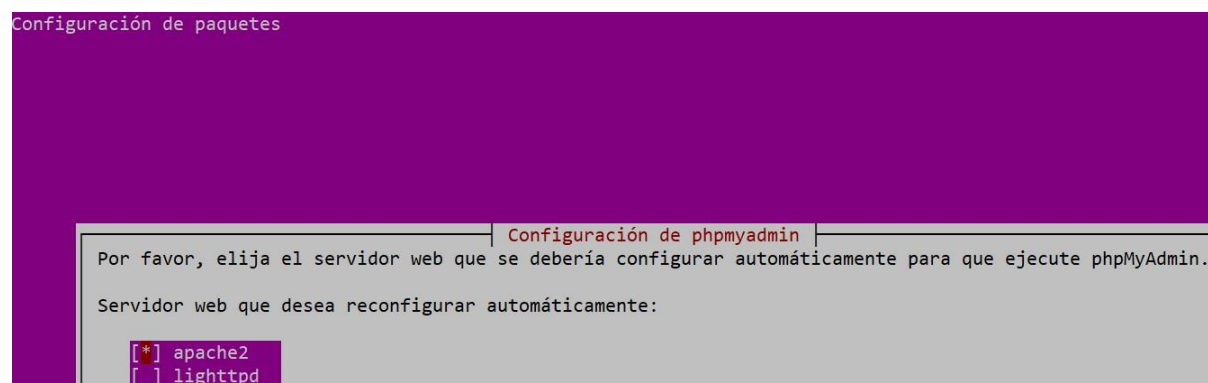 Configuración de paquetes
Configuración de phpmyadmin
Por favor, elija el servidor web que se debería configurar automáticamente para que ejecute phpMyAdmin.
Servidor web que desea reconfigurar automáticamente:
[*] apache2
[ ] lighttpd